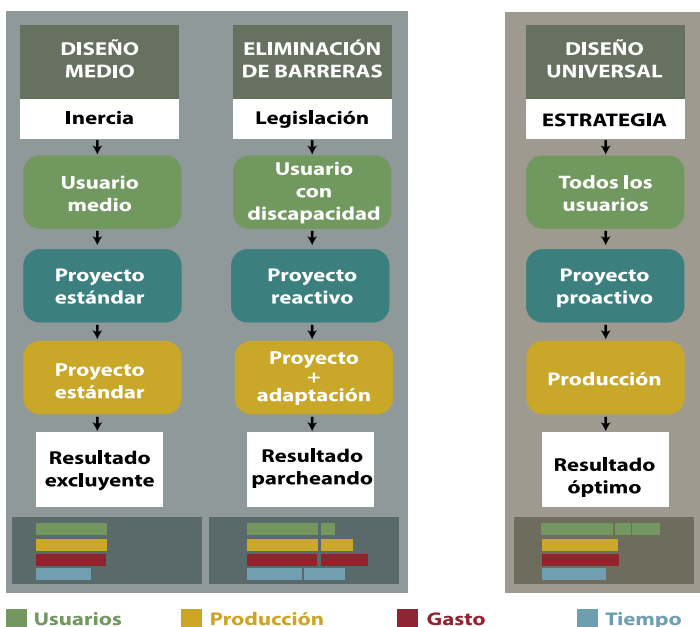 DISEÑO
MEDIO
Inercia
Usuario
medio
Proyecto
estándar
Proyecto
estándar
Resultado
excluyente
ELIMINACIÓN
DE BARRERAS
Legislación
Usuario
con
discapacidad
Proyecto
reactivo
Proyecto
+
adaptación
Resultado
parcheando
DISEÑO
UNIVERSAL
ESTRATEGIA
Todos los
usuarios
Proyecto
proactivo
Producción
Resultado
óptimo
Usuarios
Producción
Gasto
Tiempo